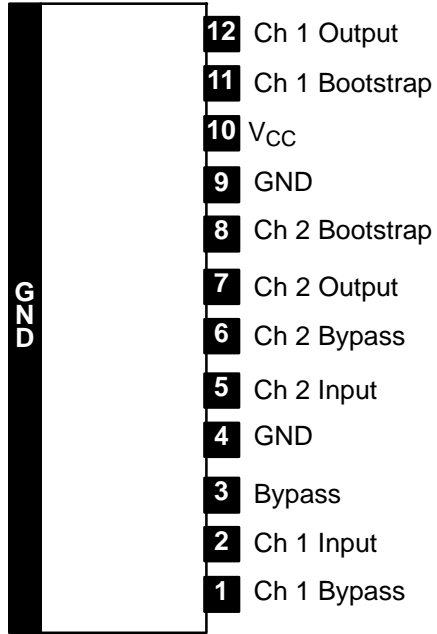 12 Ch 1 Output
11 Ch 1 Bootstrap
10 VCC
9 GND
8 Ch 2 Bootstrap
7 Ch 2 Output
6 Ch 2 Bypass
5 Ch 2 Input
4 GND
3 Bypass
2 Ch 1 Input
1 Ch 1 Bypass
GND